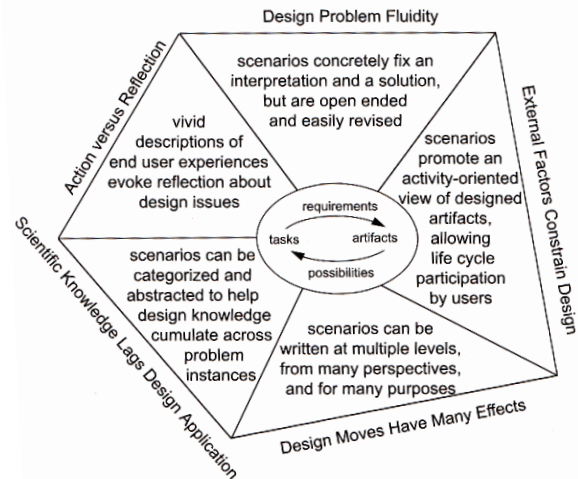 Design Problem Fluidity
scenarios concretely fix an
interpretation and a solution,
but are open ended
and easily revised
Action versus Reflection
vivid
descriptions of
end user experiences
evoke reflection about
design issues
External Factors Constrain Design
scenarios
promote an
activity-oriented
view of designed
artifacts,
allowing
life cycle
participation
by users
requirements
tasks
artifacts
possibilities
Scientific Knowledge Lags Design Application
scenarios can be
categorized and
abstracted to help
design knowledge
cumulate across
problem
instances
scenarios can be
written at multiple levels,
from many perspectives,
and for many purposes
Design Moves Have Many Effects